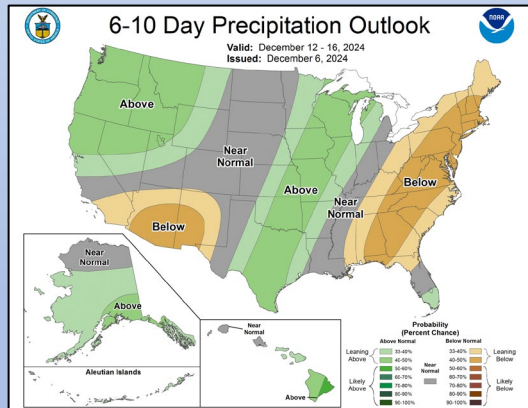 6-10 Day Precipitation Outlook
NOAA
Valid: December 12 - 16, 2024
Issued: December 6, 2024
Above
Near
Normal
Above
Near
Normal
Below
Below
Near
Normal
Above
Aleutian Islands
Near
Normal
Above
Probability
(Percent Chance)
Above Normal Below Normal
Leaning
Above
33-40% 33-40%
40-50% 40-50%
Leaning
Below
Near
Normal
Likely
Above
50-60% 50-60%
60-70% 60-70%
70-80% 70-80%
80-90% 80-90%
90-100% 90-100%
Likely
Below